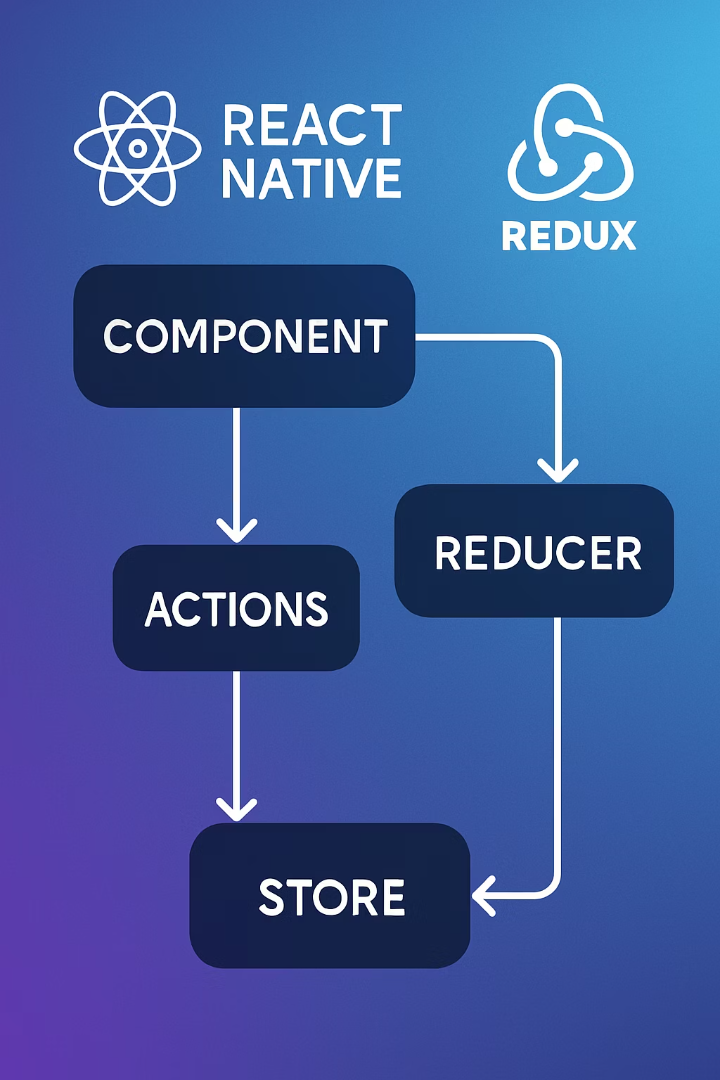 REACT
NATIVE
REDUX
COMPONENT
REDUCER
ACTIONS
STORE